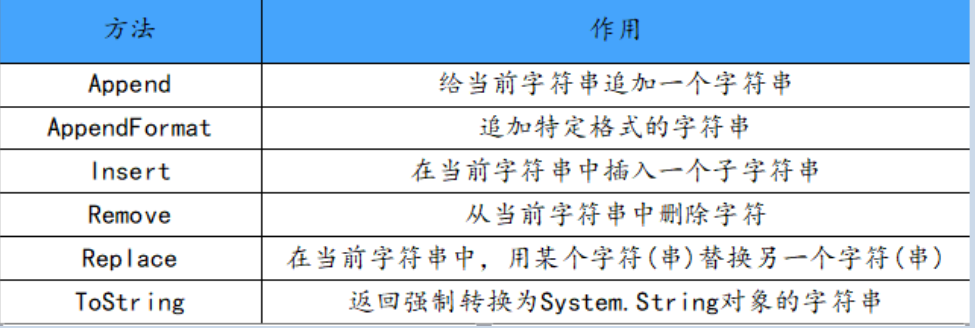 方法 作用
Append 给当前字符串追加一个字符串
AppendFormat 追加特定格式的字符串
Insert 在当前字符串中插入一个子字符串
Remove 从当前字符串中删除字符
Replace 在当前字符串中，用某个字符(串)替换另一个字符(串)
ToString 返回强制转换为System.String对象的字符串